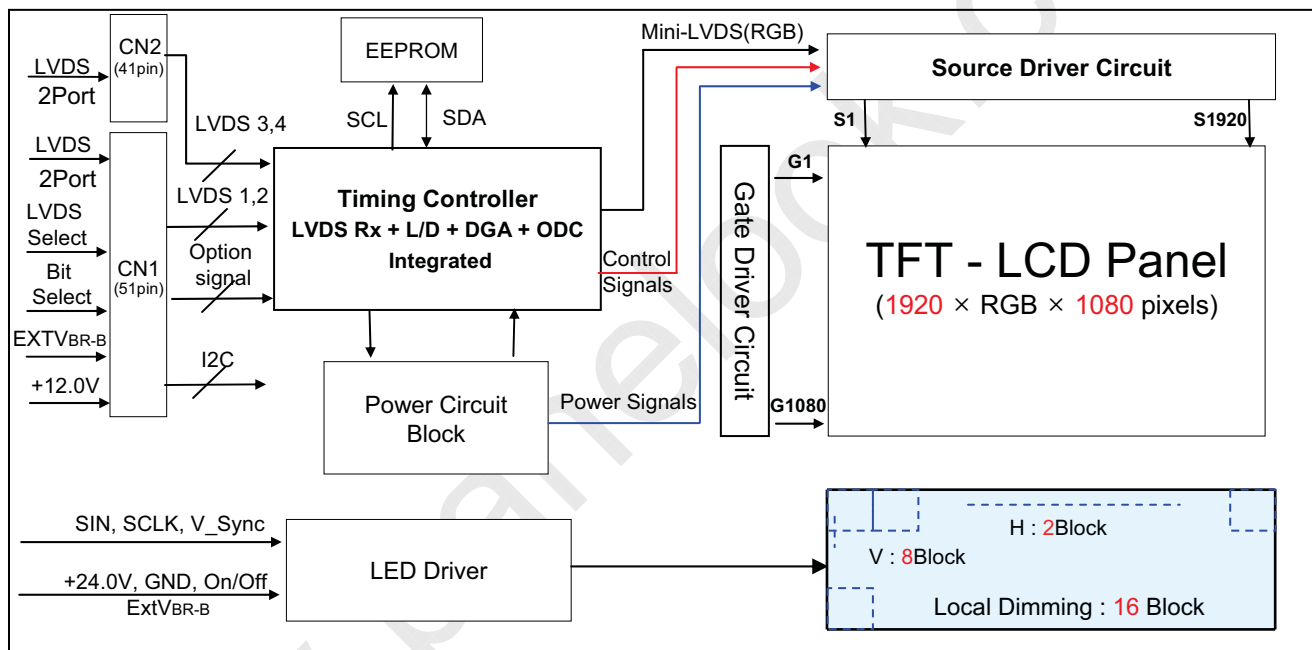 CN2
(41pin)
LVDS
2Port
EEPROM
SCL
SDA
Mini-LVDS(RGB)
Source Driver Circuit
S1
S1920
LVDS 3,4
LVDS
2Port
LVDS
Select
Bit
Select
EXTVBR-B
+12.0V
CN1
(51pin)
LVDS 1,2
Option
signal
I2C
Timing Controller
LVDS Rx + L/D + DGA + ODC
Integrated
Control
Signals
Power Circuit
Block
Power Signals
G1
Gate Driver Circuit
G1080
TFT - LCD Panel
(1920 × RGB × 1080 pixels)
SIN, SCLK, V_Sync
+24.0V, GND, On/Off
ExtVBR-B
LED Driver
H : 2Block
V : 8Block
Local Dimming : 16 Block
panelook